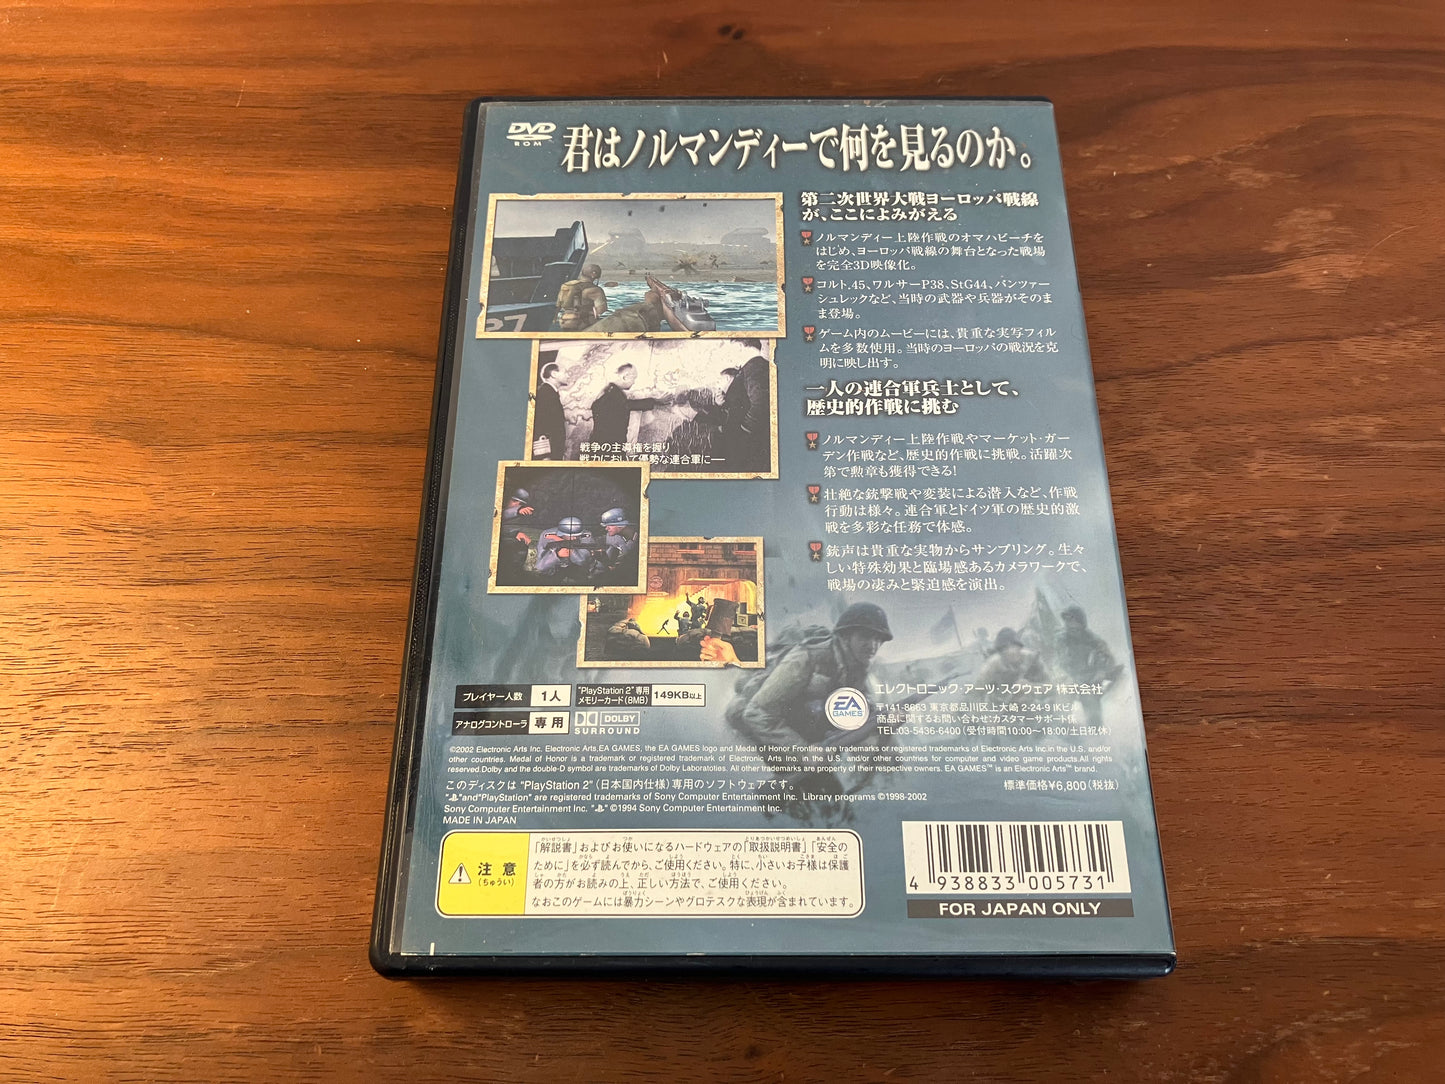 DVD
ROM
君はノルマンディーで何を見るのか。
第二次世界大戦ヨーロッパ戦線
が、ここによみがえる
ノルマンディー上陸作戦のオマハビーチを
はじめ、ヨーロッパ戦線の舞台となった戦場
を完全3D映像化。
コルト.45、ワルサーP38、StG44、パンツァー
シュレックなど、当時の武器や兵器がそのま
ま登場。
ゲーム内のムービーには、貴重な実写フィル
ムを多数使用。当時のヨーロッパの戦況を克
明に映し出す。
戦争の主導権を握り
戦力において優勢な連合軍に――
一人の連合軍兵士として、
歴史的作戦に挑む
ノルマンディー上陸作戦やマーケット・ガー
デン作戦など、歴史的作戦に挑戦。活躍次
第で勲章も獲得できる!
壮絶な銃撃戦や変装による潜入など、作戦
行動は様々。連合軍とドイツ軍の歴史的激
戦を多彩な任務で体感。
銃声は貴重な実物からサンプリング。生々
しい特殊効果と臨場感あるカメラワークで、
戦場の凄みと緊迫感を演出。
プレイヤー人数 1人
"PlayStation 2"専用
メモリーカード(8MB) 149KB以上
アナログコントローラ 専用
DOLBY
SURROUND
EA
GAMES
エレクトロニック・アーツ・スクウェア 株式会社
〒141-8663 東京都品川区上大崎 2-24-9 IKビル
商品に関するお問い合わせ:カスタマーサポート係
TEL:03-5436-6400(受付時間10:00~18:00/土日祝休)
©2002 Electronic Arts Inc. Electronic Arts,EA GAMES, the EA GAMES logo and Medal of Honor Frontline are trademarks or registered trademarks of Electronic Arts Inc.in the U.S. and/or
other countries. Medal of Honor is a trademark or registered trademark of Electronic Arts Inc. in the U.S. and/or other countries for computer and video game products.All rights
reserved.Dolby and the double-D symbol are trademarks of Dolby Laboratories. All other trademarks are property of their respective owners. EA GAMES™ is an Electronic Arts™ brand.
このディスクは "PlayStation 2"(日本国内仕様)専用のソフトウェアです。
標準価格¥6,800(税抜)
" "and"PlayStation" are registered trademarks of Sony Computer Entertainment Inc. Library programs ©1998-2002
Sony Computer Entertainment Inc. " "©1994 Sony Computer Entertainment Inc.
MADE IN JAPAN
注意
(ちゅうい)
「解説書」およびお使いになるハードウェアの「取扱説明書」「安全の
ために」を必ず読んでから、ご使用ください。特に、小さいお子様は保護
者の方がお読みの上、正しい方法で、ご使用ください。
なおこのゲームには暴力シーンやグロテスクな表現が含まれています。
4 938833 005731
FOR JAPAN ONLY